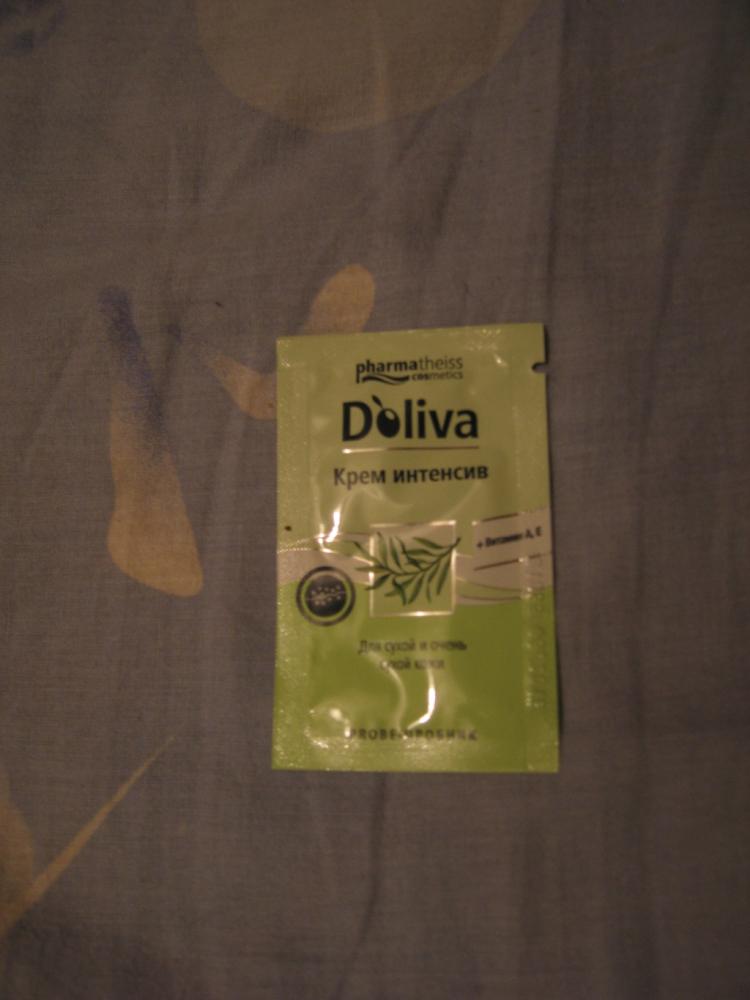 pharmatheiss
cosmetics
D'oliva
Крем интенсив
+ Витамин A, E
Для сухой и очень
сухой кожи
PROBE-ПРОБНИК